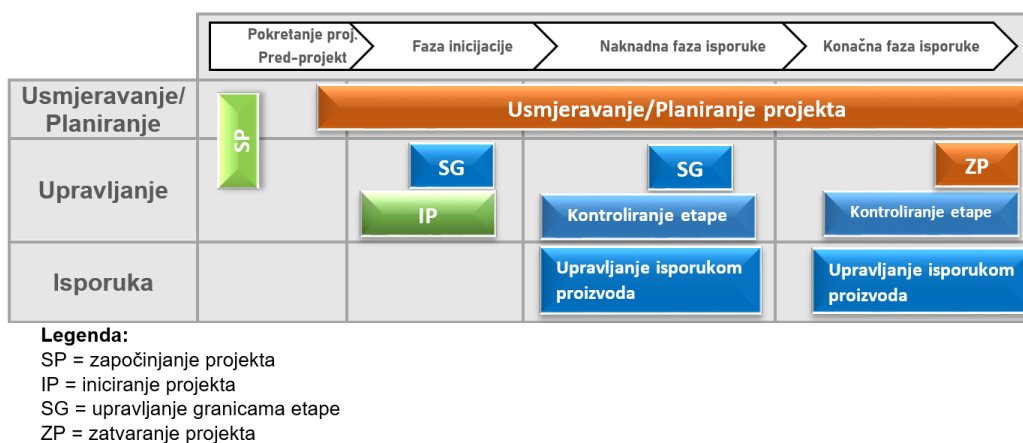 Pokretanje proj.
Pred-projekt
Faza inicijacije
Naknadna faza isporuke
Konačna faza isporuke
Usmjeravanje/
Planiranje
SP
Usmjeravanje/Planiranje projekta
Upravljanje
SG
IP
SG
Kontroliranje etape
ZP
Kontroliranje etape
Isporuka
Upravljanje isporukom
proizvoda
Upravljanje isporukom
proizvoda
Legenda:
SP = započinjanje projekta
IP = iniciranje projekta
SG = upravljanje granicama etape
ZP = zatvaranje projekta